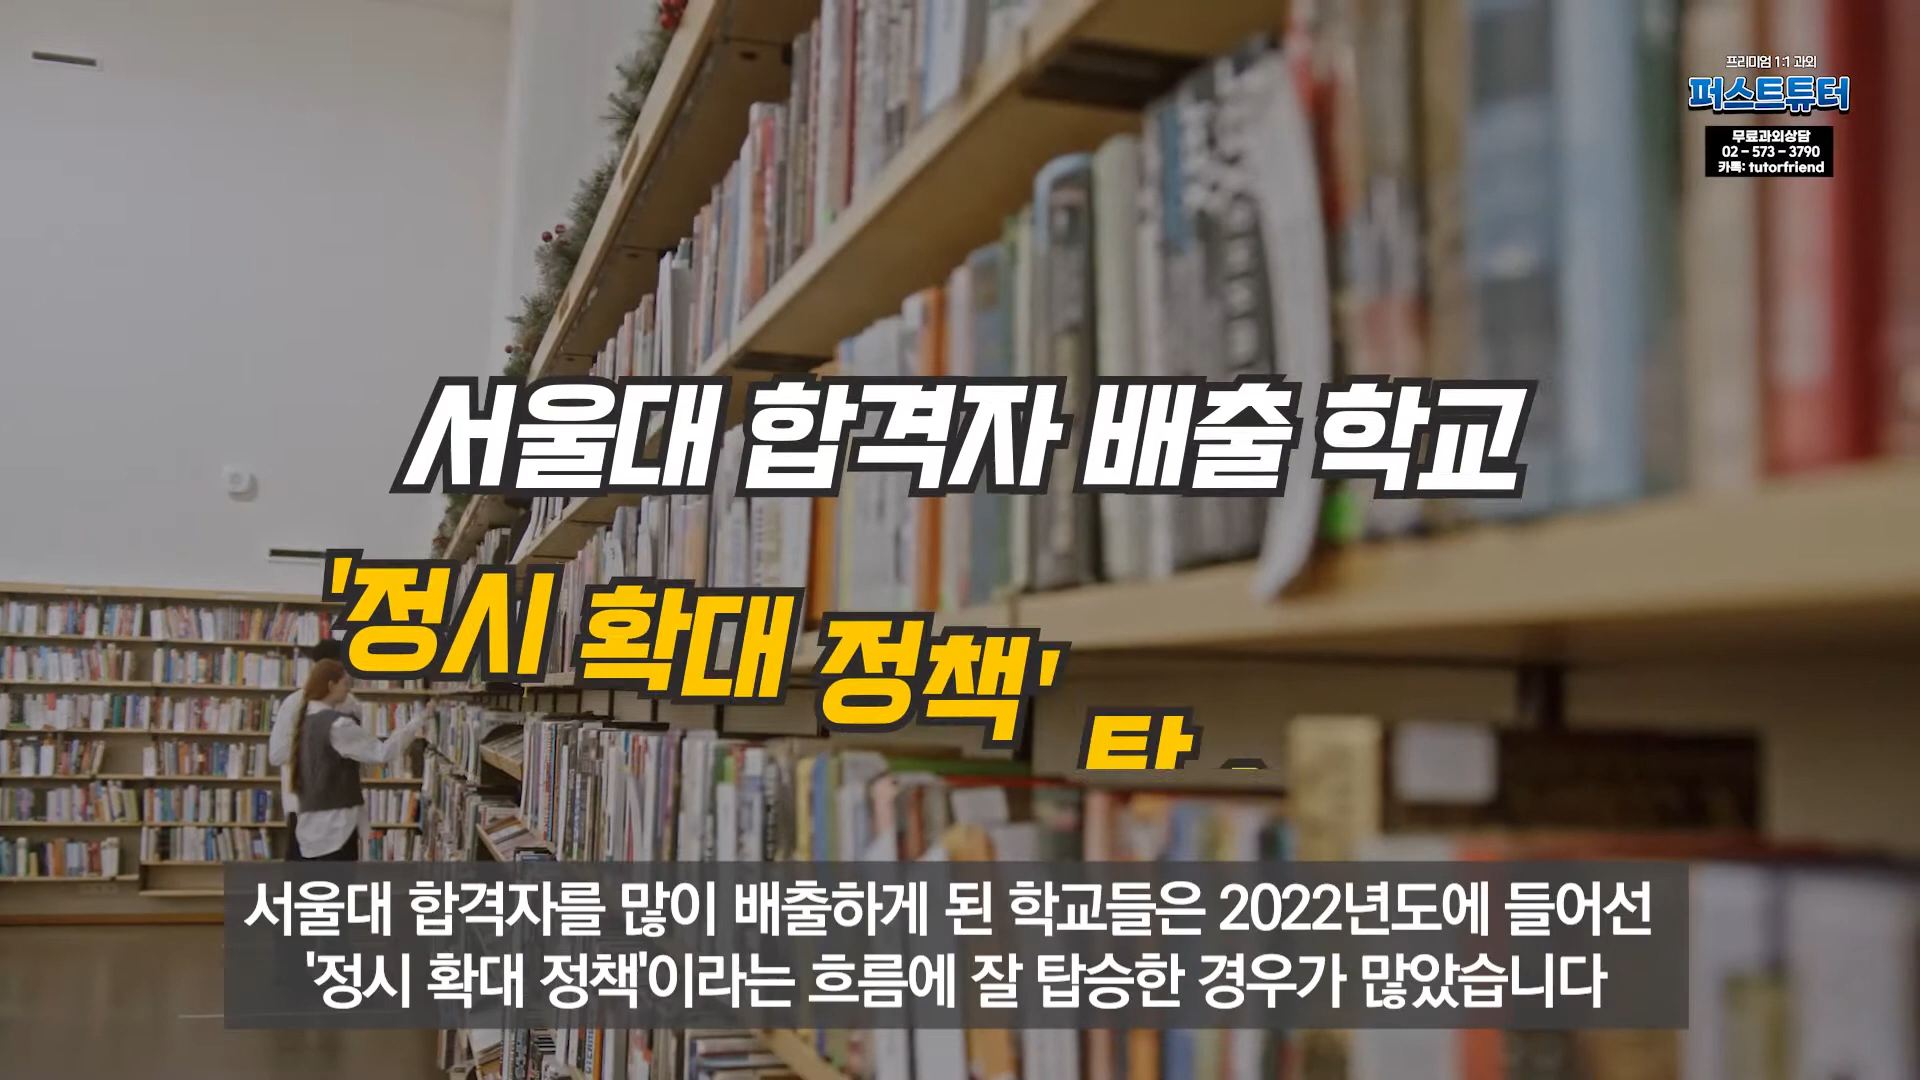 프리미엄 1:1 과외
퍼스트튜터
무료과외상담
02 - 573 - 3790
카톡: tutorfriend
서울대 합격자 배출 학교
'정시 확대 정책'
서울대 합격자를 많이 배출하게 된 학교들은 2022년도에 들어선
'정시 확대 정책'이라는 흐름에 잘 탑승한 경우가 많았습니다